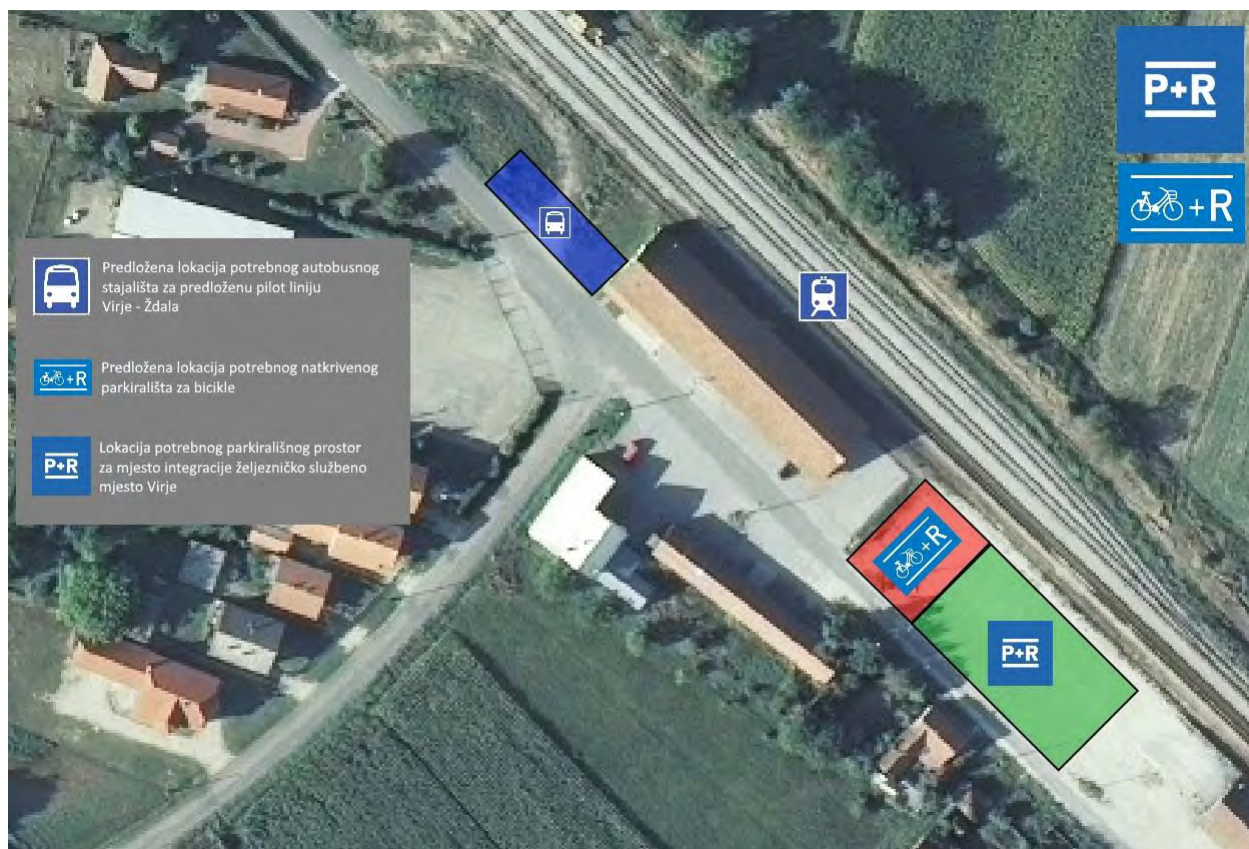 P+R
+R
Predložena lokacija potrebnog autobusnog
stajališta za predloženu pilot liniju
Virje - Ždala
+R
Predložena lokacija potrebnog natkrivenog
parkirališta za bicikle
P+R
Lokacija potrebnog parkirališnog prostor
za mjesto integracije željezničko službeno
mjesto Virje
+R
P+R